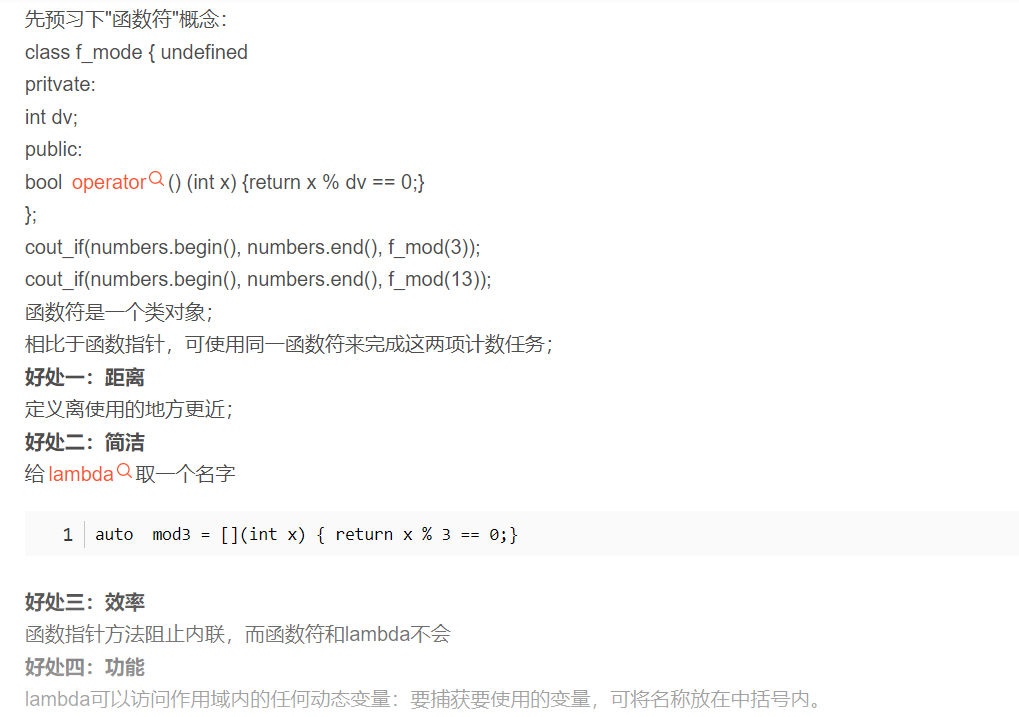 先预习下"函数符"概念：
class f_mode { undefined
pritvate:
int dv;
public:
bool operator() (int x) {return x % dv == 0;}
};
cout_if(numbers.begin(), numbers.end(), f_mod(3));
cout_if(numbers.begin(), numbers.end(), f_mod(13));
函数符是一个类对象；
相比于函数指针，可使用同一函数符来完成这两项计数任务；
好处一：距离
定义离使用的地方更近；
好处二：简洁
给lambda取一个名字
1 auto  mod3 = [](int x) { return x % 3 == 0;}
好处三：效率
函数指针方法阻止内联，而函数符和lambda不会
好处四：功能
lambda可以访问作用域内的任何动态变量：要捕获要使用的变量，可将名称放在中括号内。